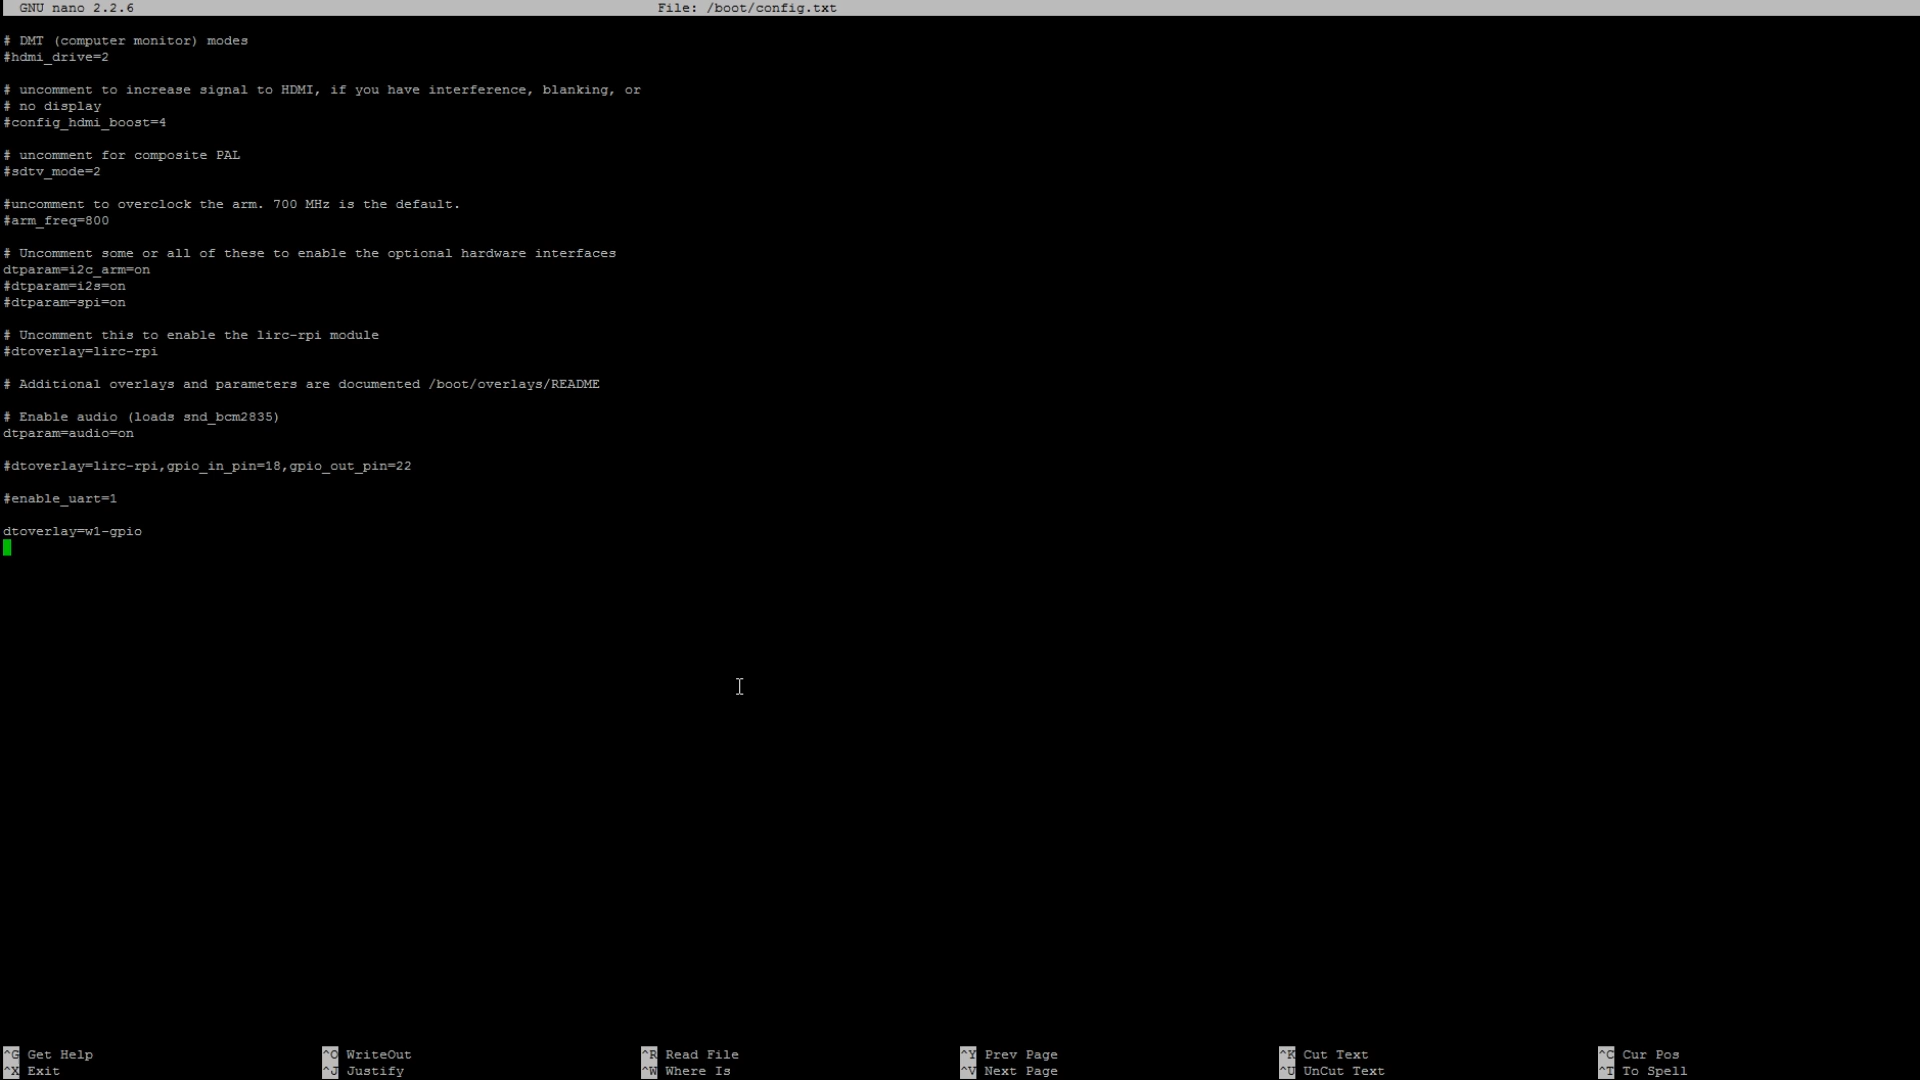 GNU nano 2.2.6 File: /boot/config.txt
# DMT (computer monitor) modes
#hdmi_drive=2
# uncomment to increase signal to HDMI, if you have interference, blanking, or
# no display
#config_hdmi_boost=4
# uncomment for composite PAL
#sdtv_mode=2
#uncomment to overclock the arm. 700 MHz is the default.
#arm_freq=800
# Uncomment some or all of these to enable the optional hardware interfaces
dtparam=i2c_arm=on
#dtparam=i2s=on
#dtparam=spi=on
# Uncomment this to enable the lirc-rpi module
#dtoverlay=lirc-rpi
# Additional overlays and parameters are documented /boot/overlays/README
# Enable audio (loads snd_bcm2835)
dtparam=audio=on
#dtoverlay=lirc-rpi,gpio_in_pin=18,gpio_out_pin=22
#enable_uart=1
dtoverlay=w1-gpio
^G Get Help ^O WriteOut ^R Read File ^Y Prev Page ^K Cut Text ^C Cur Pos
^X Exit ^J Justify ^W Where Is ^V Next Page ^U UnCut Text ^T To Spell